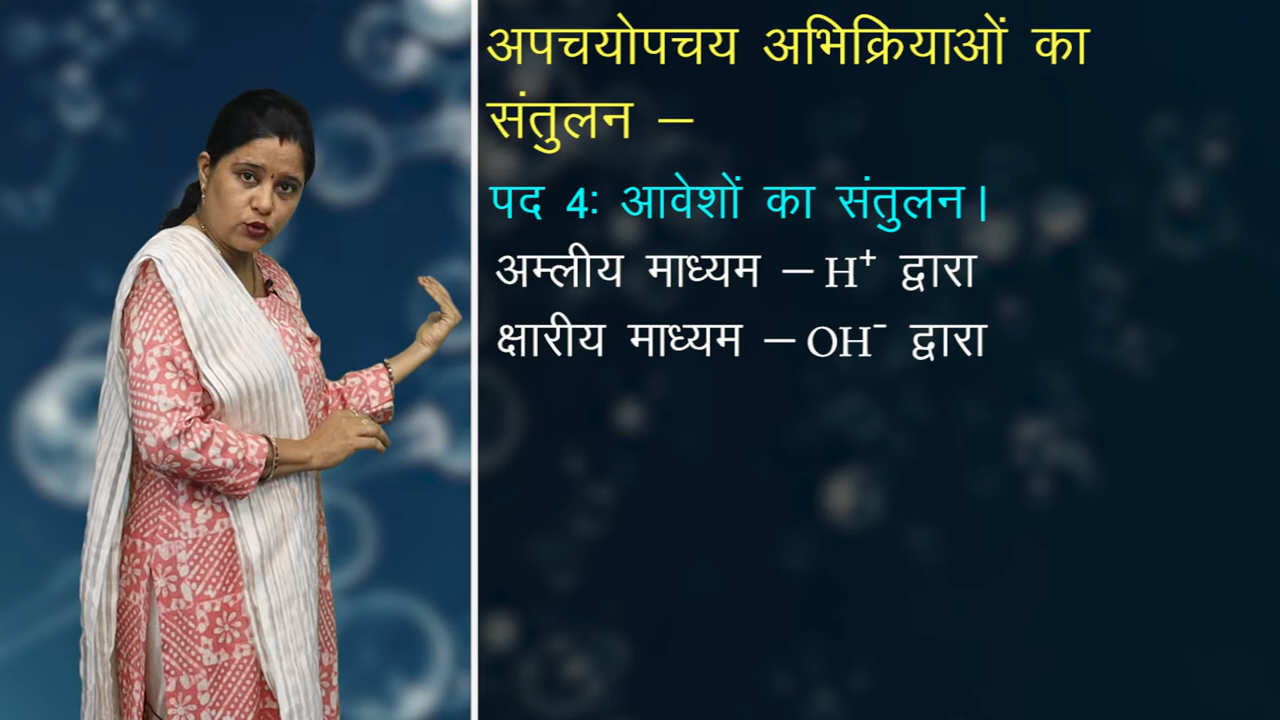 अपचयोपचय अभिक्रियाओं का
संतुलन –
पद 4: आवेशों का संतुलन।
अम्लीय माध्यम – H⁺ द्वारा
क्षारीय माध्यम – OH⁻ द्वारा